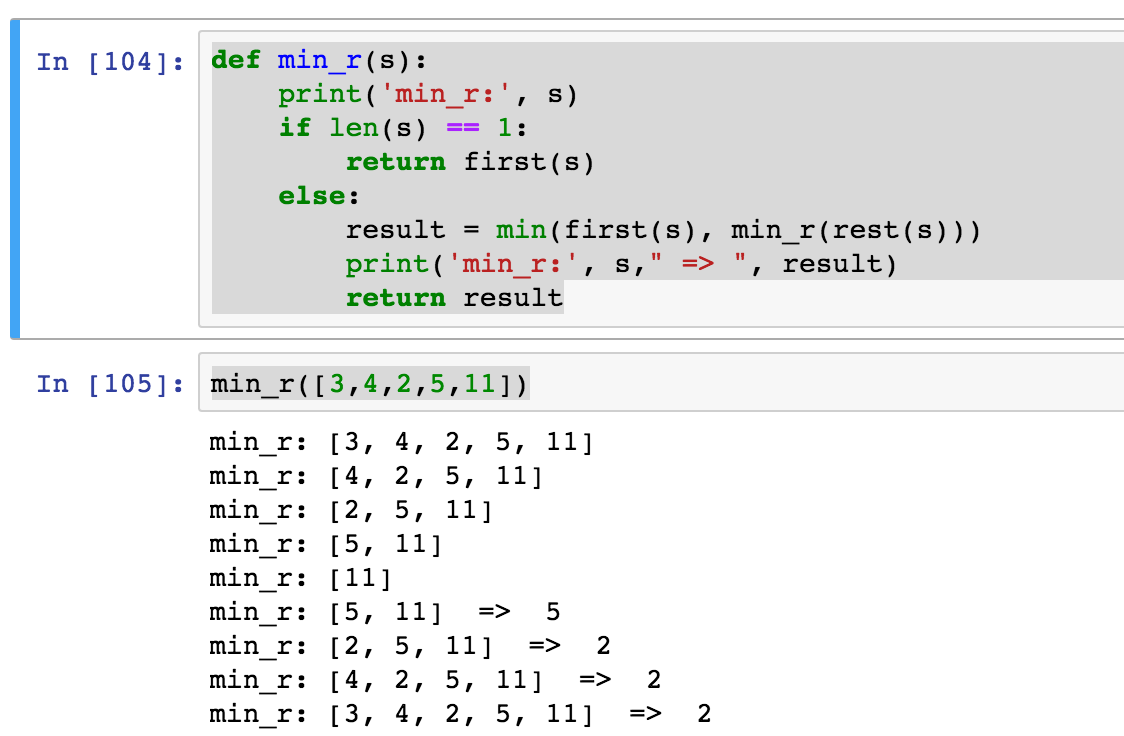 In [104]: def min_r(s):
    print('min_r:', s)
    if len(s) == 1:
        return first(s)
    else:
        result = min(first(s), min_r(rest(s)))
        print('min_r:', s," => ", result)
        return result
In [105]: min_r([3,4,2,5,11])
min_r: [3, 4, 2, 5, 11]
min_r: [4, 2, 5, 11]
min_r: [2, 5, 11]
min_r: [5, 11]
min_r: [11]
min_r: [5, 11]  =>  5
min_r: [2, 5, 11]  =>  2
min_r: [4, 2, 5, 11]  =>  2
min_r: [3, 4, 2, 5, 11]  =>  2